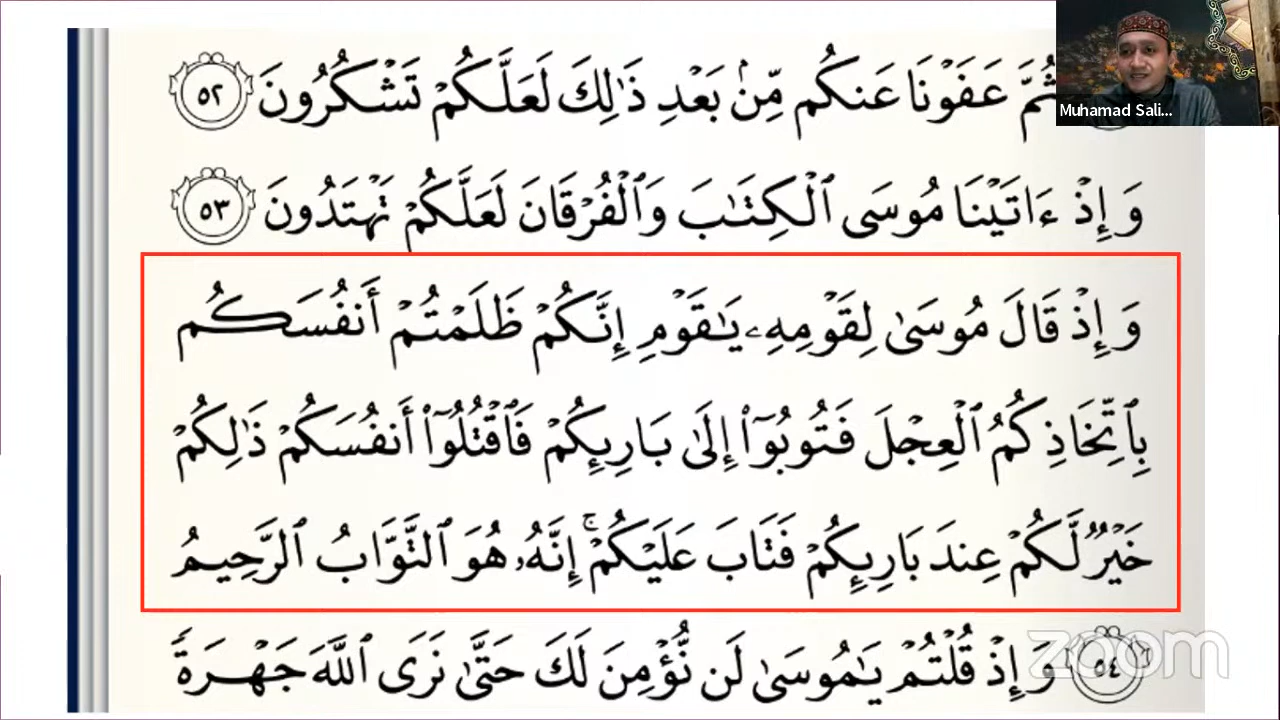 ثُمَّ عَفَوْنَا عَنكُم مِّنۢ بَعْدِ ذَٰلِكَ لَعَلَّكُمْ تَشْكُرُونَ ٥٢
Muhamad Sali...
وَإِذْ ءَاتَيْنَا مُوسَى ٱلْكِتَٰبَ وَٱلْفُرْقَانَ لَعَلَّكُمْ تَهْتَدُونَ ٥٣
وَإِذْ قَالَ مُوسَىٰ لِقَوْمِهِۦ يَٰقَوْمِ إِنَّكُمْ ظَلَمْتُمْ أَنفُسَكُم
بِٱتِّخَاذِكُمُ ٱلْعِجْلَ فَتُوبُوٓا۟ إِلَىٰ بَارِئِكُمْ فَٱقْتُلُوٓا۟ أَنفُسَكُمْ ذَٰلِكُمْ
خَيْرٌ لَّكُمْ عِندَ بَارِئِكُمْ فَتَابَ عَلَيْكُمْ ۚ إِنَّهُۥ هُوَ ٱلتَّوَّابُ ٱلرَّحِيمُ
٥٤ وَإِذْ قُلْتُمْ يَٰمُوسَىٰ لَن نُّؤْمِنَ لَكَ حَتَّىٰ نَرَى ٱللَّهَ جَهْرَةً
zoom